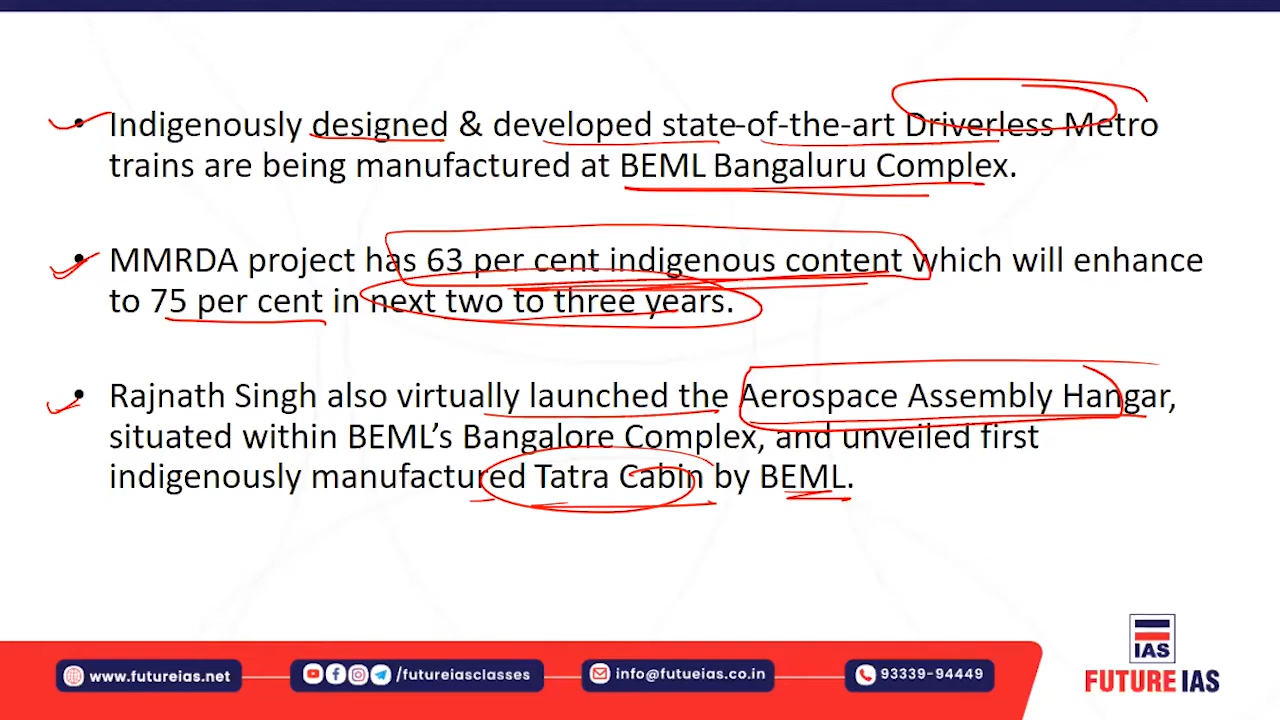 • Indigenously designed & developed state-of-the-art Driverless Metro
trains are being manufactured at BEML Bangaluru Complex.
• MMRDA project has 63 per cent indigenous content which will enhance
to 75 per cent in next two to three years.
• Rajnath Singh also virtually launched the Aerospace Assembly Hangar,
situated within BEML’s Bangalore Complex, and unveiled first
indigenously manufactured Tatra Cabin by BEML.
IAS
FUTURE IAS
www.futureias.net
/futureiasclasses
info@futueias.co.in
93339-94449